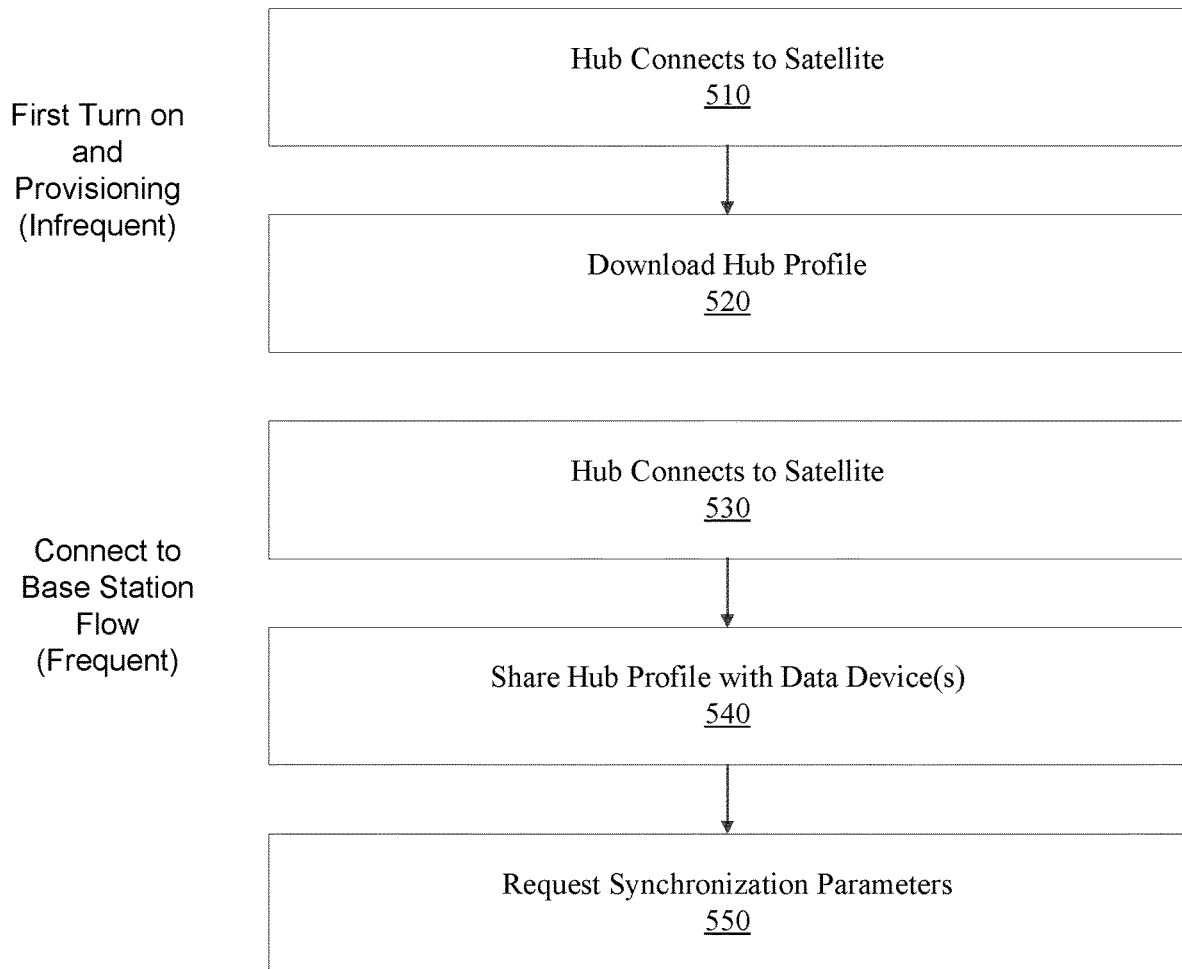 First Turn on
and
Provisioning
(Infrequent)
Hub Connects to Satellite
510
Download Hub Profile
520
Connect to
Base Station
Flow
(Frequent)
Hub Connects to Satellite
530
Share Hub Profile with Data Device(s)
540
Request Synchronization Parameters
550